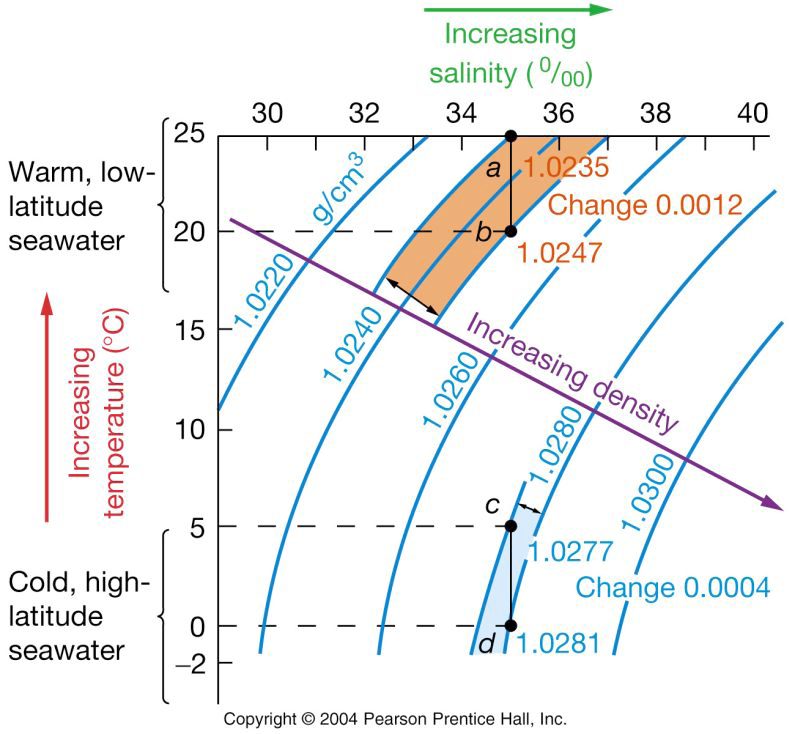 Increasing
salinity (0/00)
30 32 34 36 38 40
25
a
1.0235
Warm, low-
latitude
seawater
g/cm3
Change 0.0012
20
b
1.0247
1.0220
15
1.0240
Increasing density
Increasing
temperature (°C)
1.0260
10
1.0280
1.0300
c
5
1.0277
Cold, high-
latitude
seawater
Change 0.0004
0
d
1.0281
–2
Copyright © 2004 Pearson Prentice Hall, Inc.